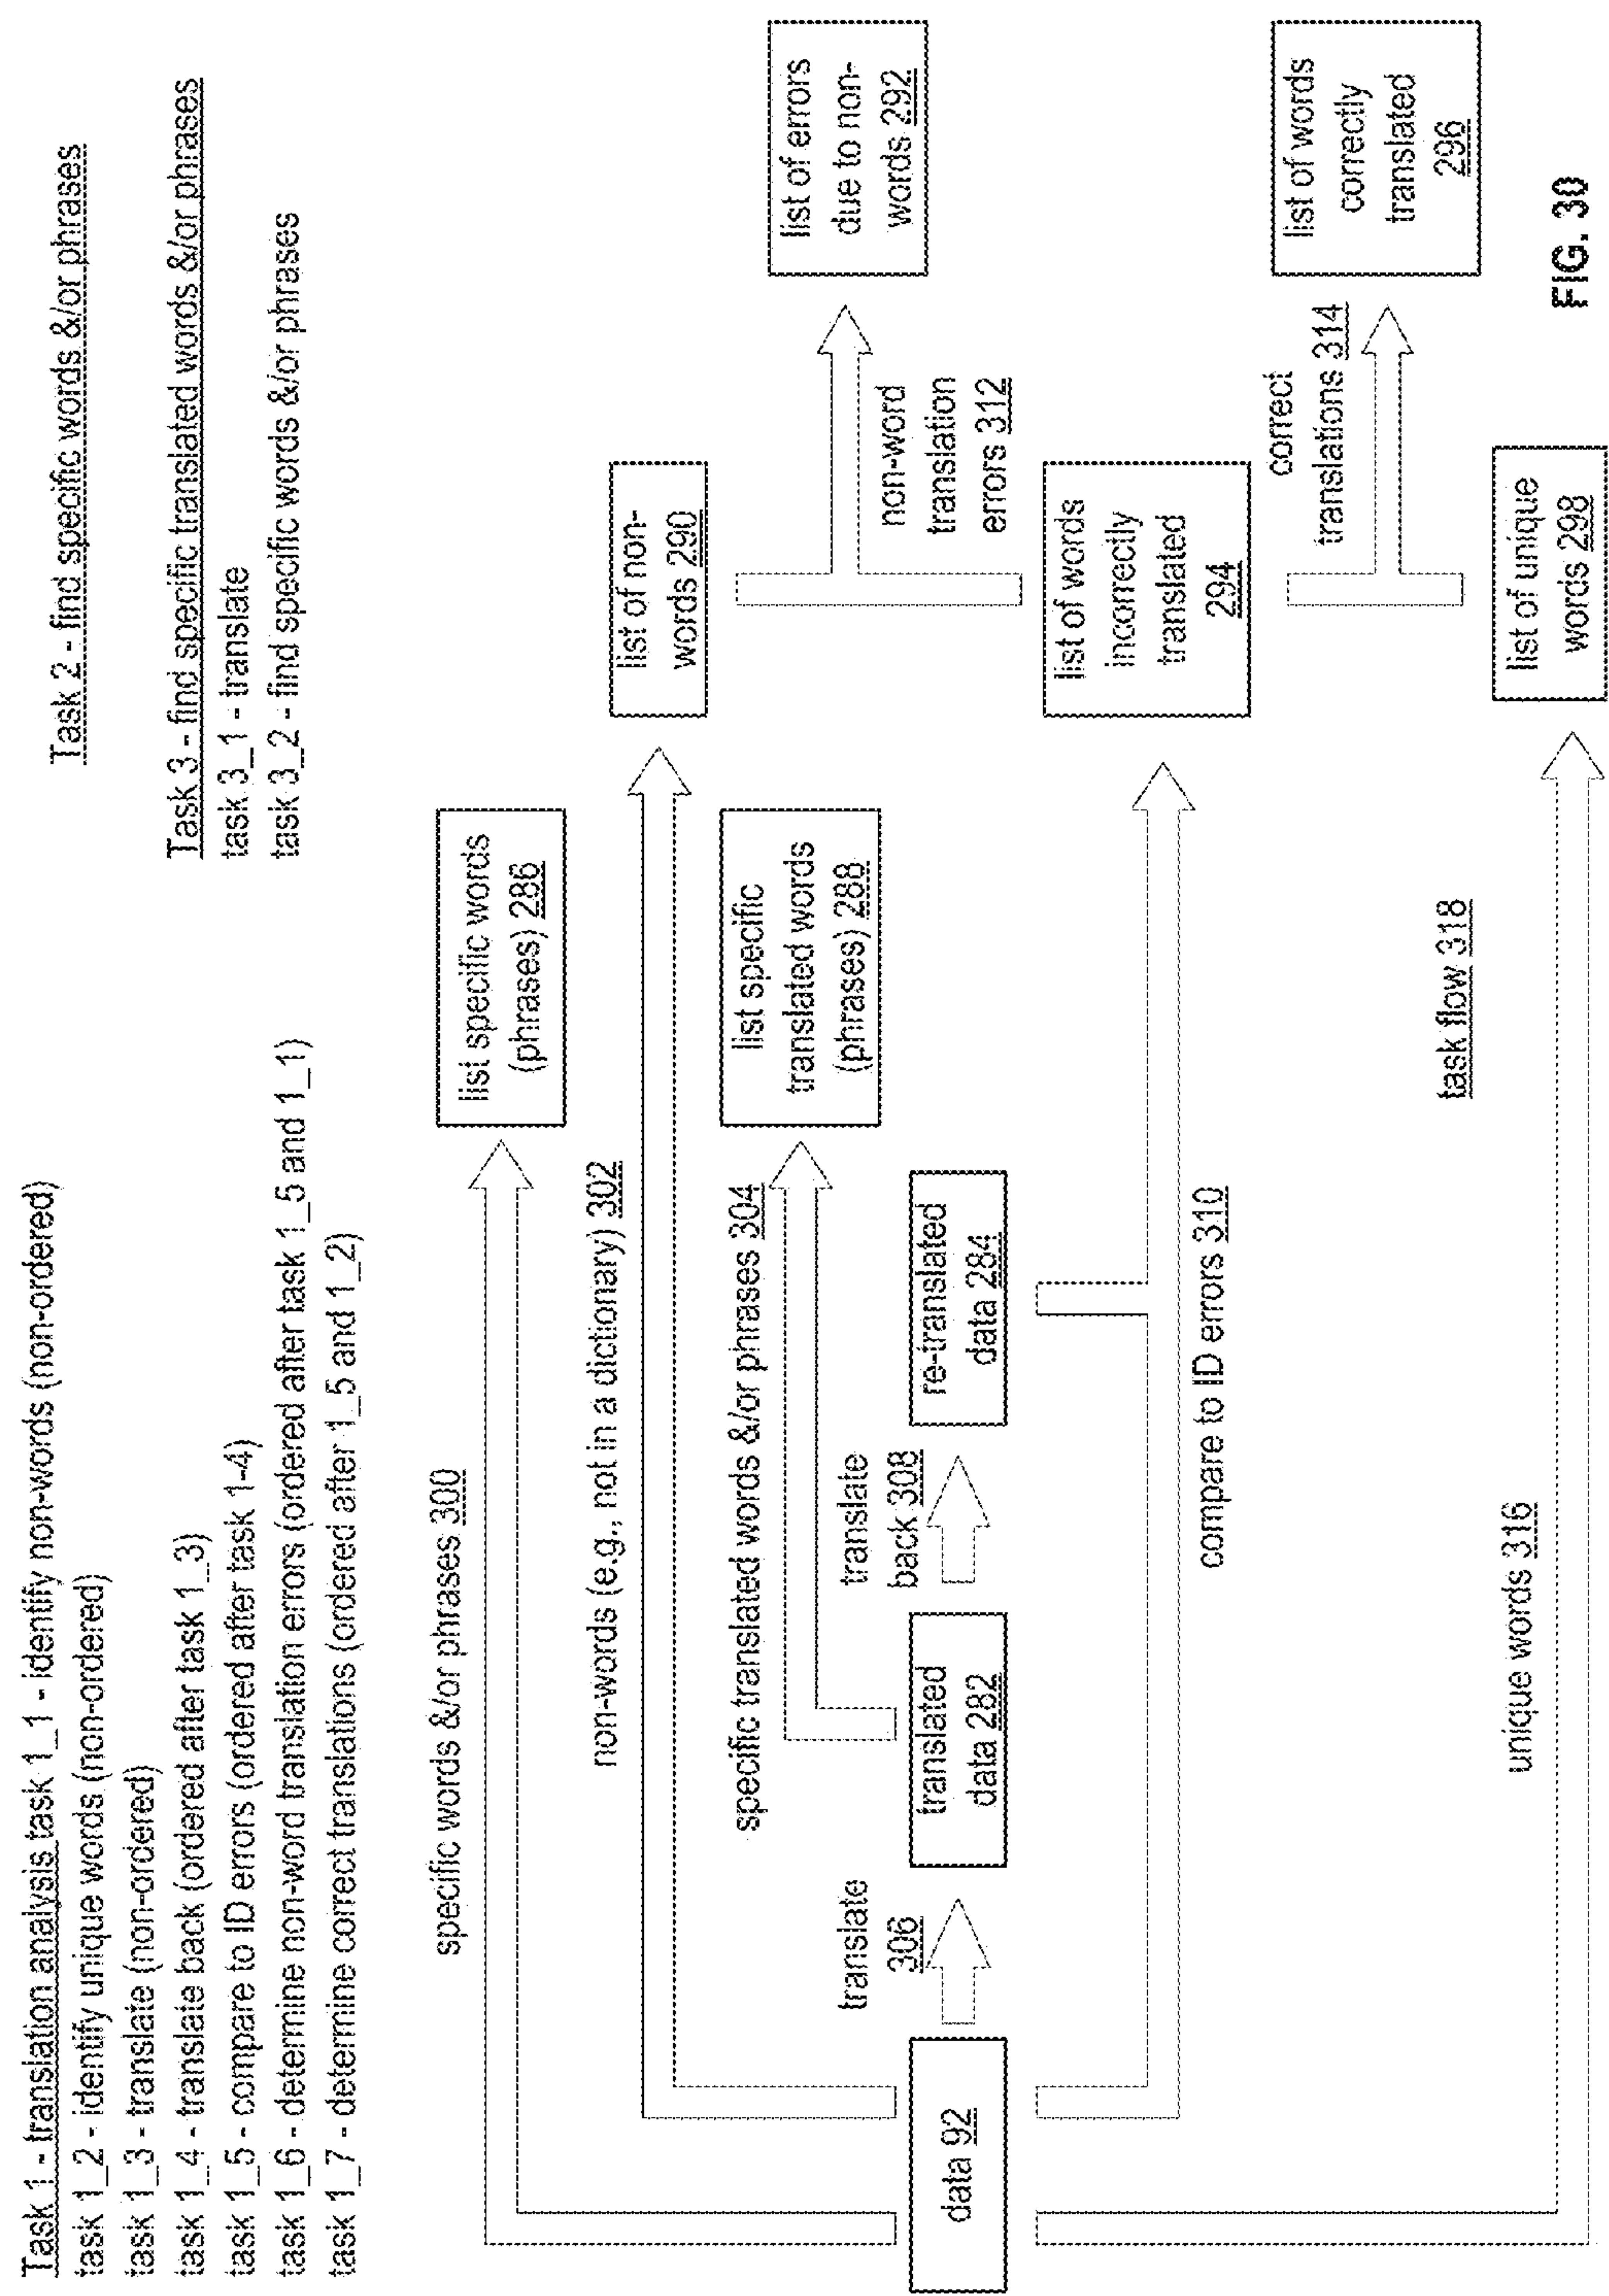 Task 1 - translation analysis task 1_1 - identify non-words (non-ordered)
task 1_2 - identify unique words (non-ordered)
task 1_3 - translate (non-ordered)
task 1_4 - translate back (ordered after task 1_3)
task 1_5 - compare to ID errors (ordered after task 1-4)
task 1_6 - determine non-word translation errors (ordered after task 1_5 and 1_1)
task 1_7 - determine correct translations (ordered after 1_5 and 1_2)
Task 2 - find specific words &/or phrases
Task 3 - find specific translated words &/or phrases
task 3_1 - translate
task 3_2 - find specific words &/or phrases
specific words &/or phrases 300
list specific words
(phrases) 286
non-words (e.g., not in a dictionary) 302
list of non-
words 290
specific translated words &/or phrases 304
list specific
translated words
(phrases) 288
list of errors
due to non-
words 292
non-word
translation
errors 312
data 92
translate
306
translated
data 282
translate
back 308
re-translated
data 284
list of words
incorrectly
translated
294
compare to ID errors 310
correct
translations 314
list of words
correctly
translated
296
task flow 318
unique words 316
list of unique
words 298
FIG. 30